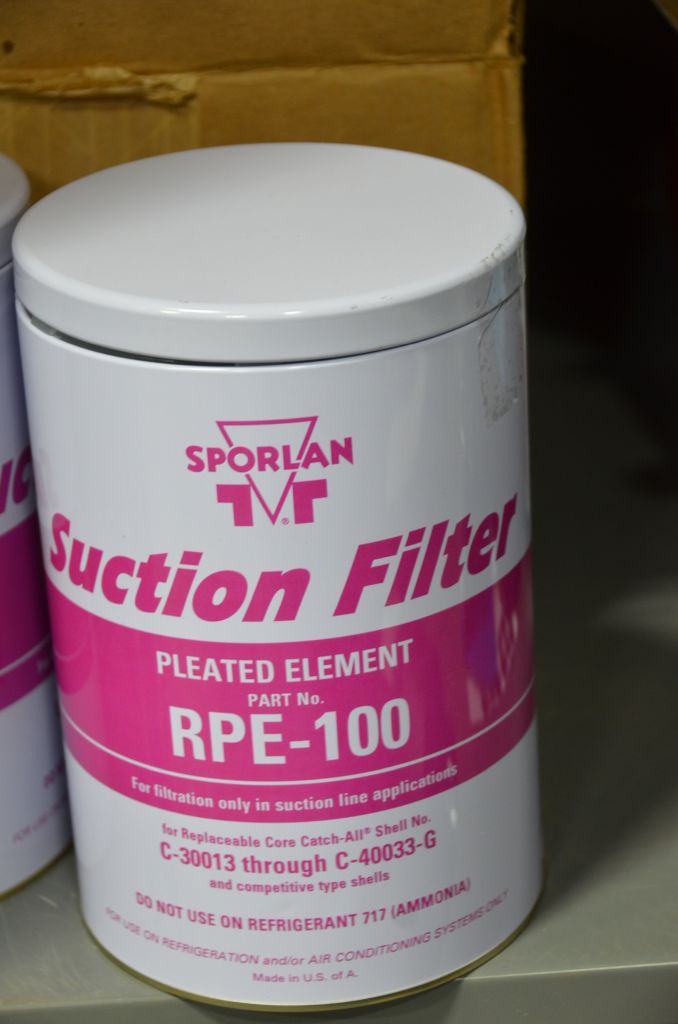 SPORLAN
®
Suction Filter
PLEATED ELEMENT
PART No.
RPE-100
For filtration only in suction line applications
for Replaceable Core Catch-All® Shell No.
C-30013 through C-40033-G
and competitive type shells
DO NOT USE ON REFRIGERANT 717 (AMMONIA)
FOR USE ON REFRIGERATION and/or AIR CONDITIONING SYSTEMS ONLY
Made in U.S. of A.